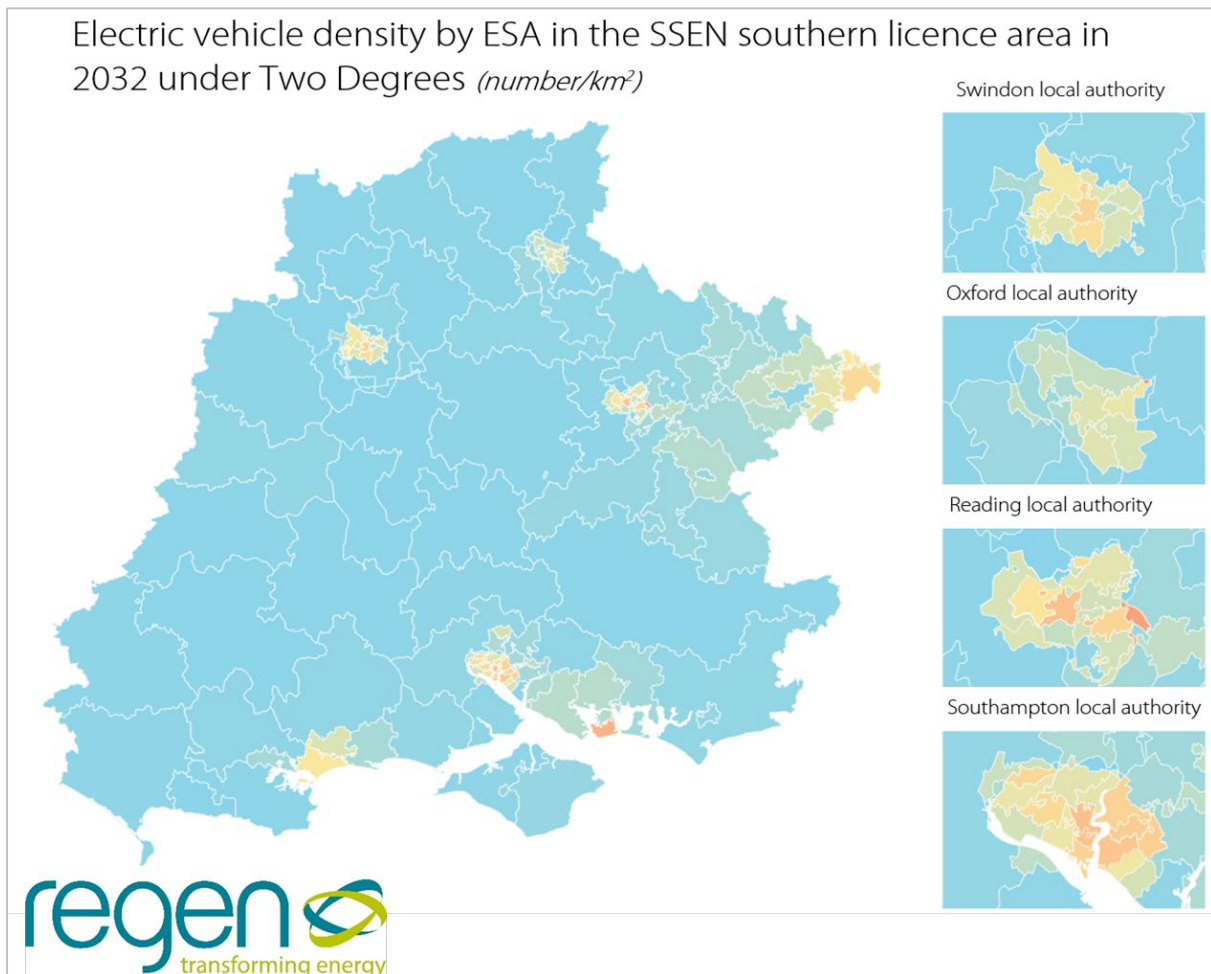 Electric vehicle density by ESA in the SSEN southern licence area in
2032 under Two Degrees (number/km²)
Swindon local authority
Oxford local authority
Reading local authority
Southampton local authority
regen
transforming energy